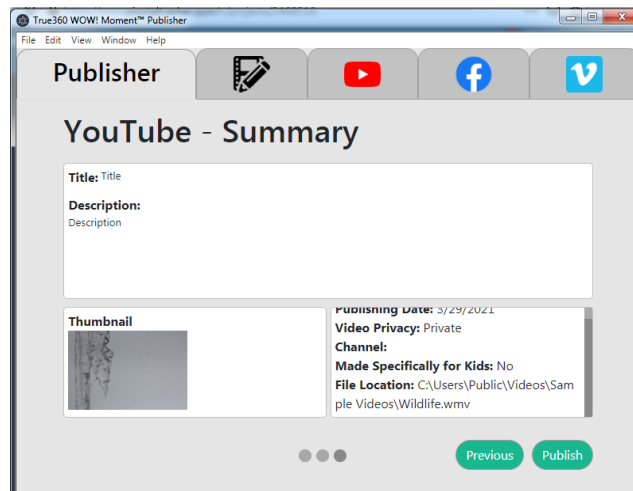 True360 WOW! Moment™ Publisher
File Edit View Window Help
Publisher
YouTube - Summary
Title: Title
Description:
Description
Thumbnail
Publishing Date: 3/29/2021
Video Privacy: Private
Channel:
Made Specifically for Kids: No
File Location: C:\Users\Public\Videos\Sam
ple Videos\Wildlife.wmv
Previous Publish